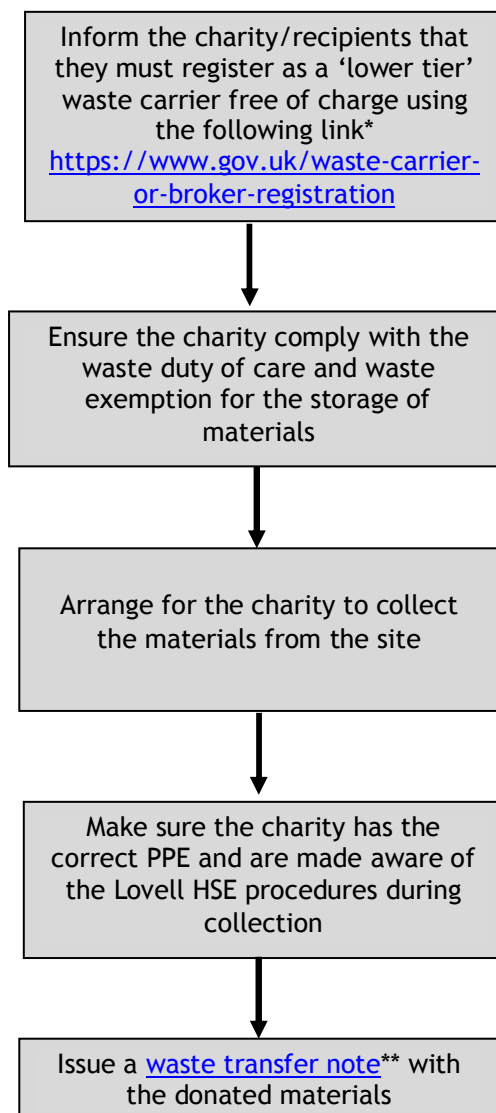 Inform the charity/recipients that
they must register as a ‘lower tier’
waste carrier free of charge using
the following link*
https://www.gov.uk/waste-carrier-
or-broker-registration
Ensure the charity comply with the
waste duty of care and waste
exemption for the storage of
materials
Arrange for the charity to collect
the materials from the site
Make sure the charity has the
correct PPE and are made aware of
the Lovell HSE procedures during
collection
Issue a waste transfer note** with
the donated materials